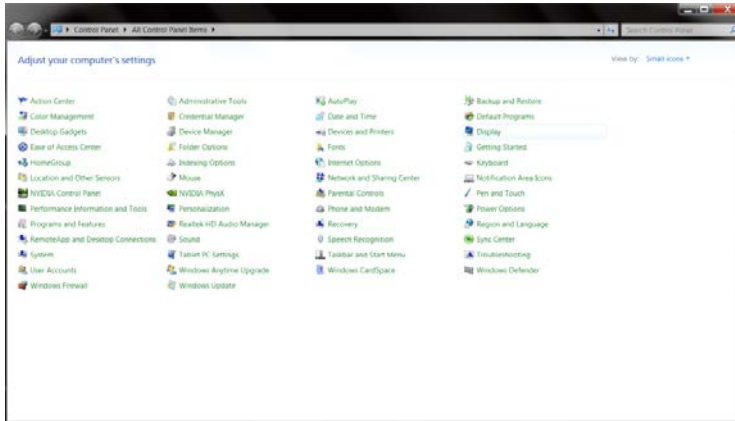 Control Panel All Control Panel Items
Search Control Panel
Adjust your computer's settings
View by: Small icons
Action Center Administrative Tools AutoPlay Backup and Restore
Color Management Credential Manager Date and Time Default Programs
Desktop Gadgets Device Manager Devices and Printers Display
Ease of Access Center Folder Options Fonts Getting Started
HomeGroup Indexing Options Internet Options Keyboard
Location and Other Sensors Mouse Network and Sharing Center Notification Area Icons
NVIDIA Control Panel NVIDIA PhysX Parental Controls Pen and Touch
Performance Information and Tools Personalization Phone and Modem Power Options
Programs and Features Realtek HD Audio Manager Recovery Region and Language
RemoteApp and Desktop Connections Sound Speech Recognition Sync Center
System Tablet PC Settings Taskbar and Start Menu Troubleshooting
User Accounts Windows Anytime Upgrade Windows CardSpace Windows Defender
Windows Firewall Windows Update